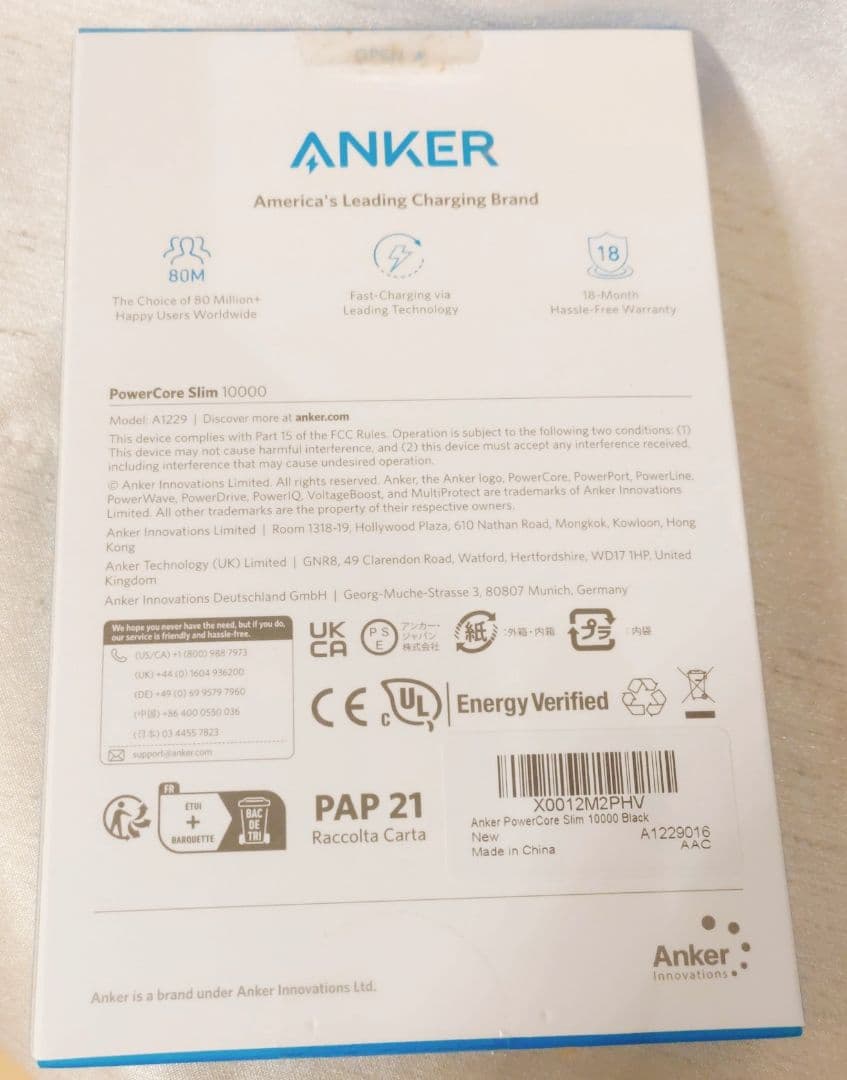 OPEN
ANKER
America's Leading Charging Brand
80M
The Choice of 80 Million+
Happy Users Worldwide
Fast-Charging via
Leading Technology
18
18-Month
Hassle-Free Warranty
PowerCore Slim 10000
Model: A1229 | Discover more at anker.com
This device complies with Part 15 of the FCC Rules. Operation is subject to the following two conditions: (1)
This device may not cause harmful interference, and (2) this device must accept any interference received,
including interference that may cause undesired operation.
© Anker Innovations Limited. All rights reserved. Anker, the Anker logo, PowerCore, PowerPort, PowerLine,
PowerWave, PowerDrive, PowerIQ, VoltageBoost, and MultiProtect are trademarks of Anker Innovations
Limited. All other trademarks are the property of their respective owners.
Anker Innovations Limited | Room 1318-19, Hollywood Plaza, 610 Nathan Road, Mongkok, Kowloon, Hong
Kong
Anker Technology (UK) Limited | GNR8, 49 Clarendon Road, Watford, Hertfordshire, WD17 1HP, United
Kingdom
Anker Innovations Deutschland GmbH | Georg-Muche-Strasse 3, 80807 Munich, Germany
We hope you never have the need, but if you do,
our service is friendly and hassle-free.
(US/CA) +1 (800) 988 7973
(UK) +44 (0) 1604 936200
(DE) +49 (0) 69 9579 7960
(中国) +86 400 0550 036
(日本) 03 4455 7823
support@anker.com
UK
CA
PS
E
アンカー・
ジャパン
株式会社
紙 :外箱・内箱
プラ :内袋
CE
c UL
Energy Verified
FR
ÉTUI
+
BARQUETTE
BAC
DE
TRI
PAP 21
Raccolta Carta
X0012M2PHV
Anker PowerCore Slim 10000 Black
New
A1229016
Made in China
AAC
Anker
Innovations
Anker is a brand under Anker Innovations Ltd.